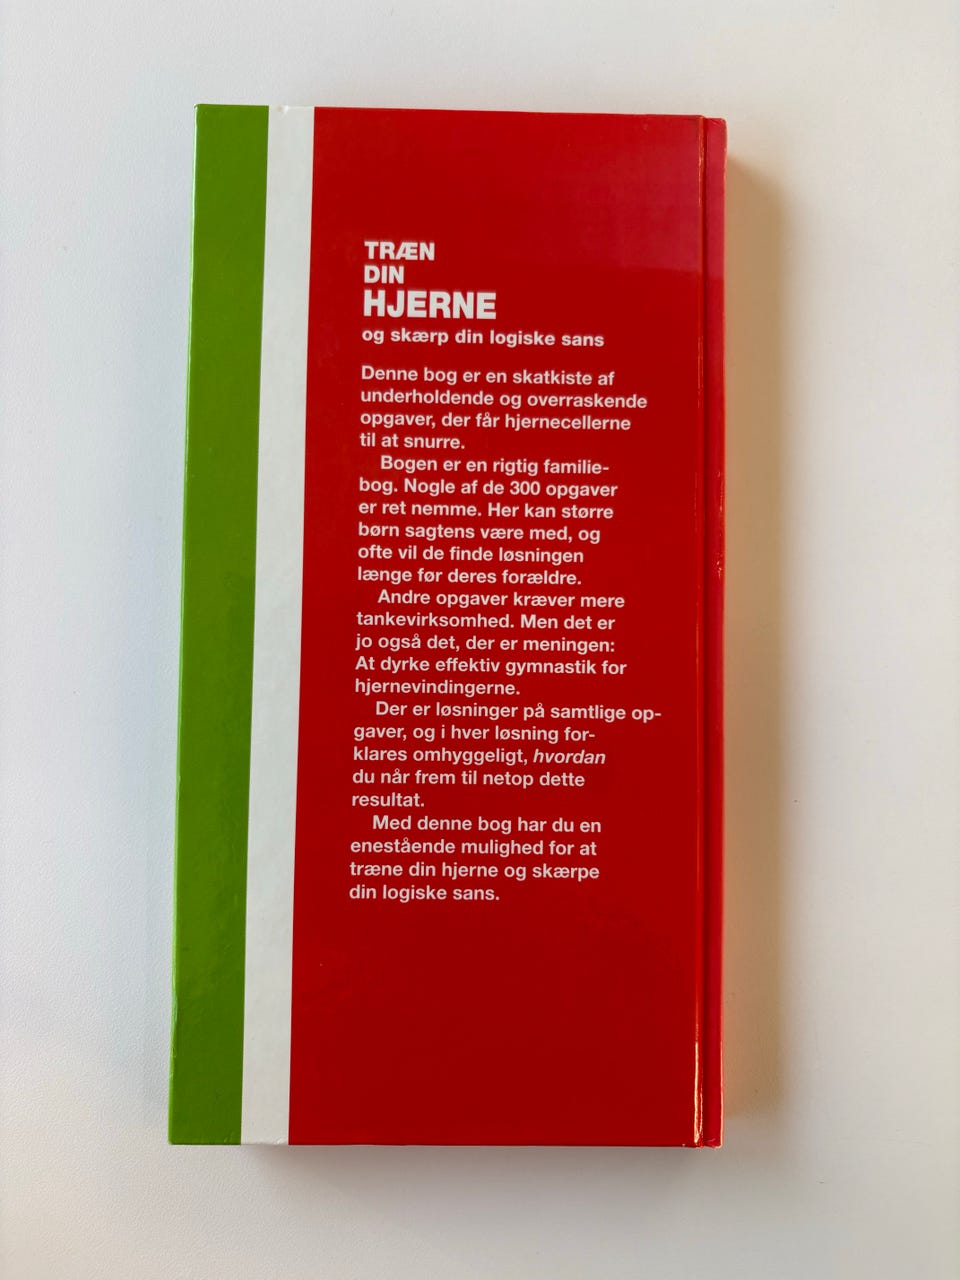 TRÆN
DIN
HJERNE
og skærp din logiske sans
Denne bog er en skatkiste af
underholdende og overraskende
opgaver, der får hjernecellerne
til at snurre.
Bogen er en rigtig familie-
bog. Nogle af de 300 opgaver
er ret nemme. Her kan større
børn sagtens være med, og
ofte vil de finde løsningen
længe før deres forældre.
Andre opgaver kræver mere
tankevirksomhed. Men det er
jo også det, der er meningen:
At dyrke effektiv gymnastik for
hjernevindingerne.
Der er løsninger på samtlige op-
gaver, og i hver løsning for-
klares omhyggeligt, hvordan
du når frem til netop dette
resultat.
Med denne bog har du en
enestående mulighed for at
træne din hjerne og skærpe
din logiske sans.